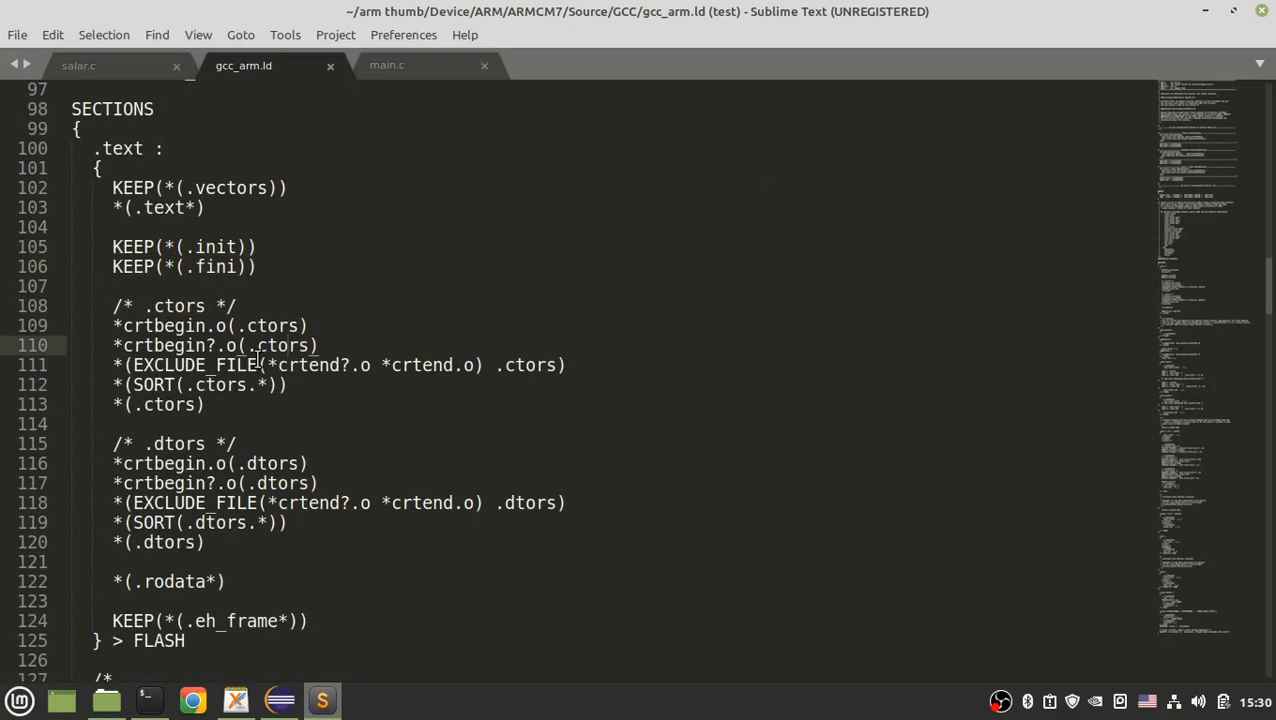 ~/arm thumb/Device/ARM/ARMCM7/Source/GCC/gcc_arm.ld (test) - Sublime Text (UNREGISTERED)
File Edit Selection Find View Goto Tools Project Preferences Help
salar.c gcc_arm.ld main.c
97
98 SECTIONS
99 {
100 .text :
101 {
102 KEEP(*(.vectors))
103 *(.text*)
104
105 KEEP(*(.init))
106 KEEP(*(.fini))
107
108 /* .ctors */
109 *crtbegin.o(.ctors)
110 *crtbegin?.o(.ctors)
111 *(EXCLUDE_FILE(*crtend?.o *crtend.o) .ctors)
112 *(SORT(.ctors.*))
113 *(.ctors)
114
115 /* .dtors */
116 *crtbegin.o(.dtors)
117 *crtbegin?.o(.dtors)
118 *(EXCLUDE_FILE(*crtend?.o *crtend.o) .dtors)
119 *(SORT(.dtors.*))
120 *(.dtors)
121
122 *(.rodata*)
123
124 KEEP(*(.eh_frame*))
125 } > FLASH
126
127 /*
15:30